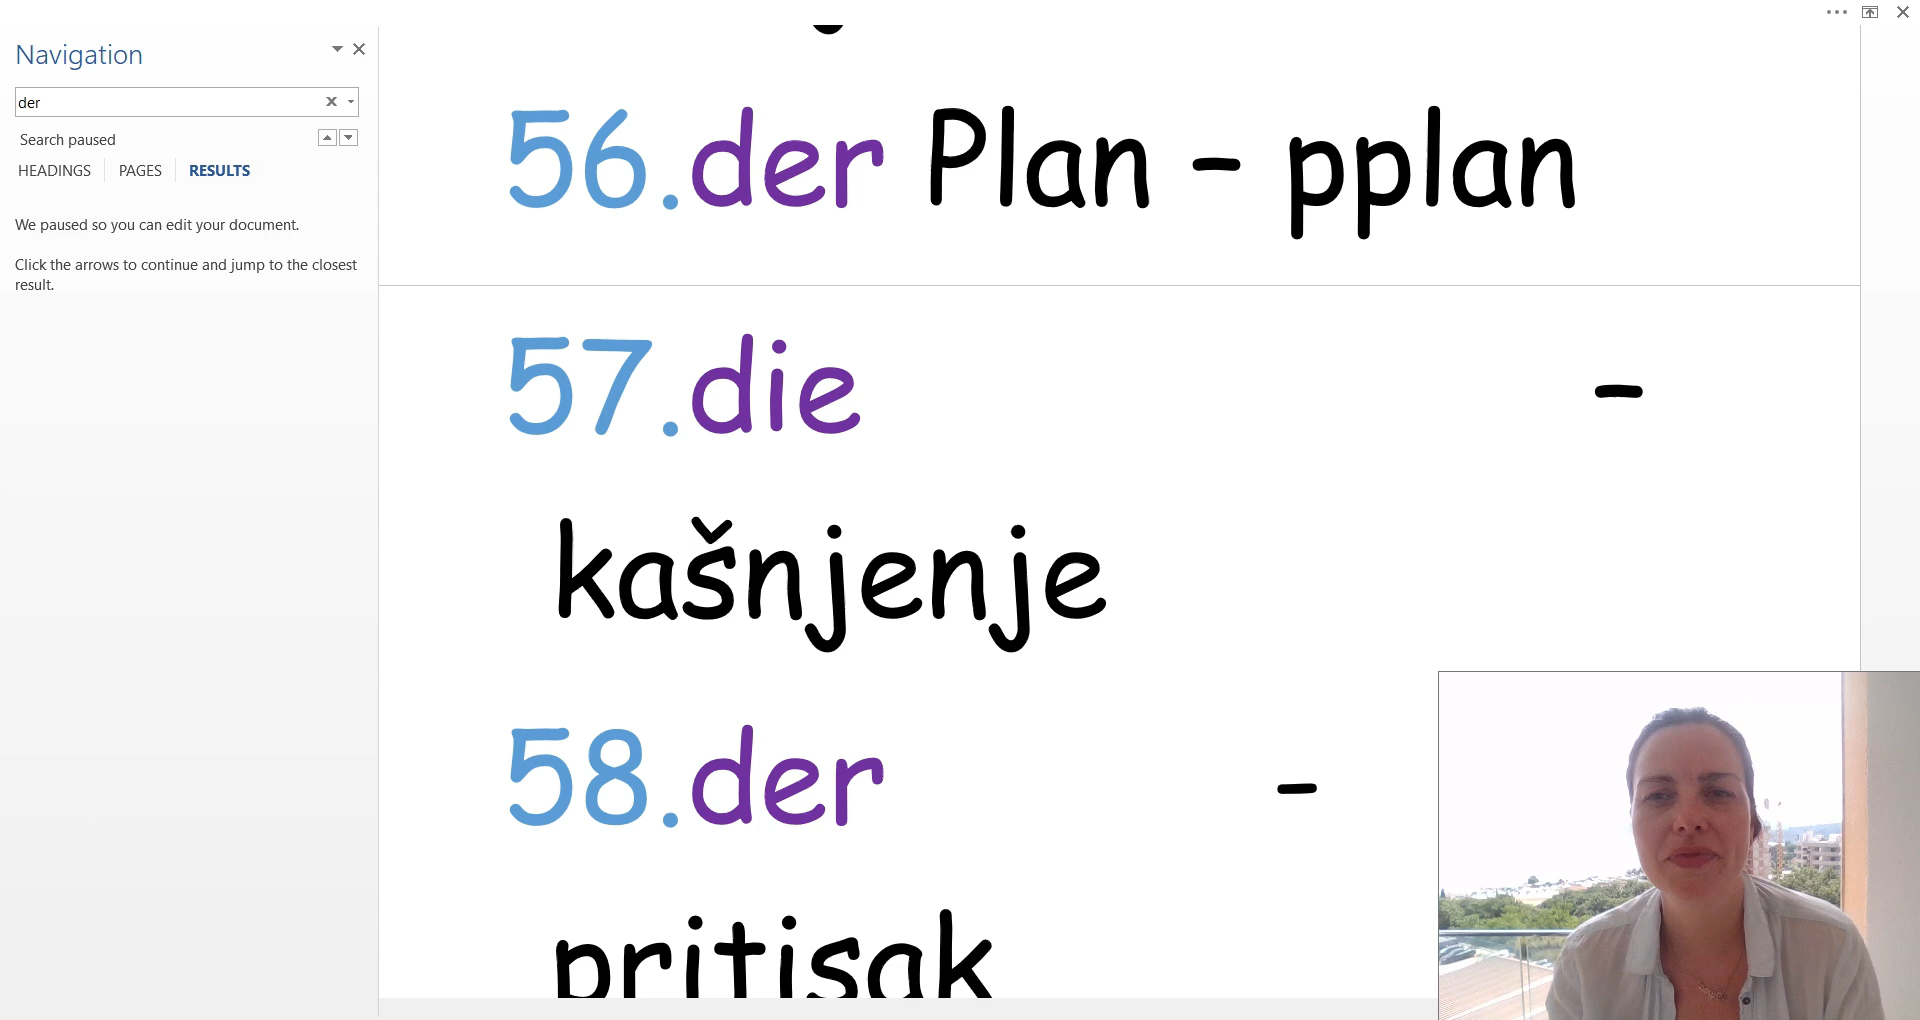 Navigation
der
Search paused
HEADINGS PAGES RESULTS
We paused so you can edit your document.
Click the arrows to continue and jump to the closest
result.
56.der Plan - pplan
57.die -
kašnjenje
58.der -
pritisak